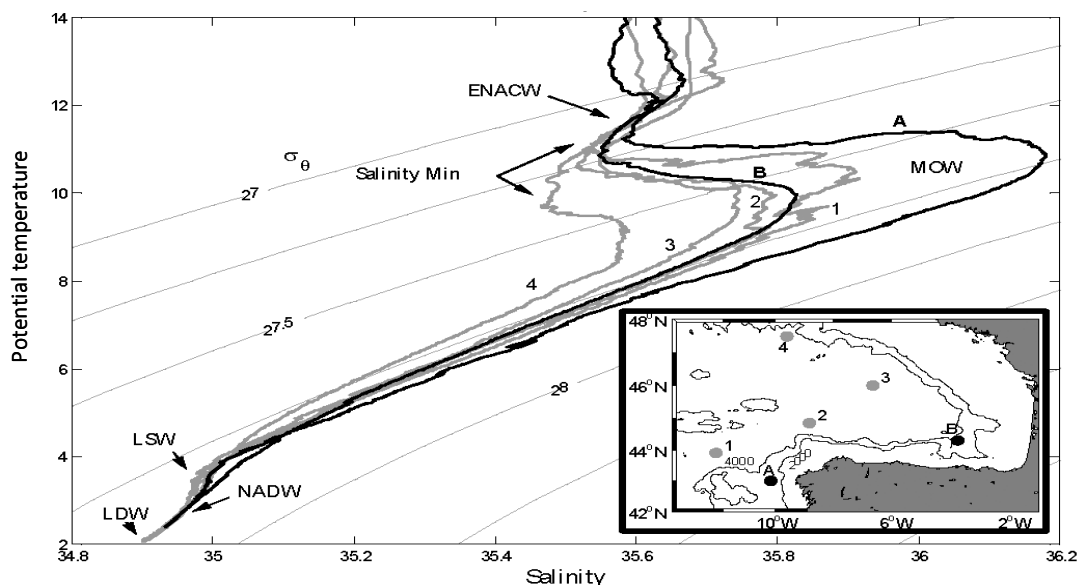 14
12
10
8
6
4
2
Potential temperature
34.8
35
35.2
35.4
35.6
35.8
36
36.2
Salinity
ENACW
Salinity Min
σθ
27
27.5
28
A
B
MOW
1
2
3
4
LSW
NADW
LDW
48°N
46°N
44°N
42°N
10°W
6°W
2°W
4
3
2
1
B
A
4000